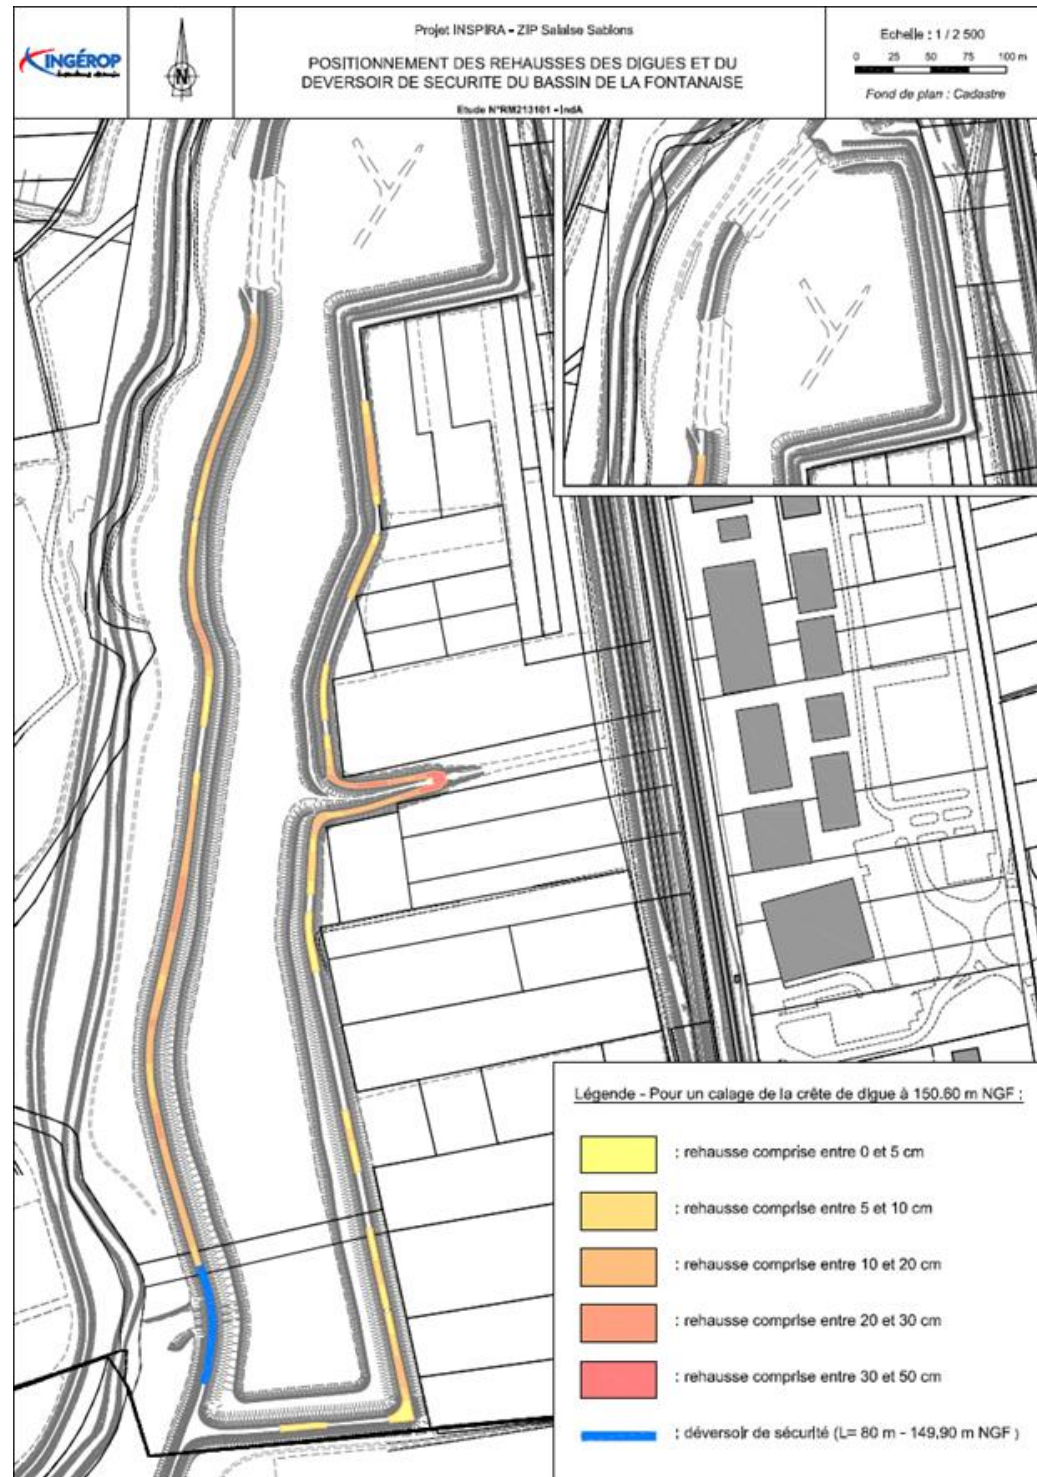 INGÉROP
N
Projet INSPIRA - ZIP Salaise Sablons
POSITIONNEMENT DES REHAUSSES DES DIGUES ET DU
DEVERSOIR DE SECURITE DU BASSIN DE LA FONTANAISE
Etude N°RM213101 - IndA
Echelle : 1 / 2 500
0 25 50 75 100 m
Fond de plan : Cadastre
Légende - Pour un calage de la crête de digue à 150.60 m NGF :
: rehausse comprise entre 0 et 5 cm
: rehausse comprise entre 5 et 10 cm
: rehausse comprise entre 10 et 20 cm
: rehausse comprise entre 20 et 30 cm
: rehausse comprise entre 30 et 50 cm
: déversoir de sécurité (L= 80 m - 149,90 m NGF )